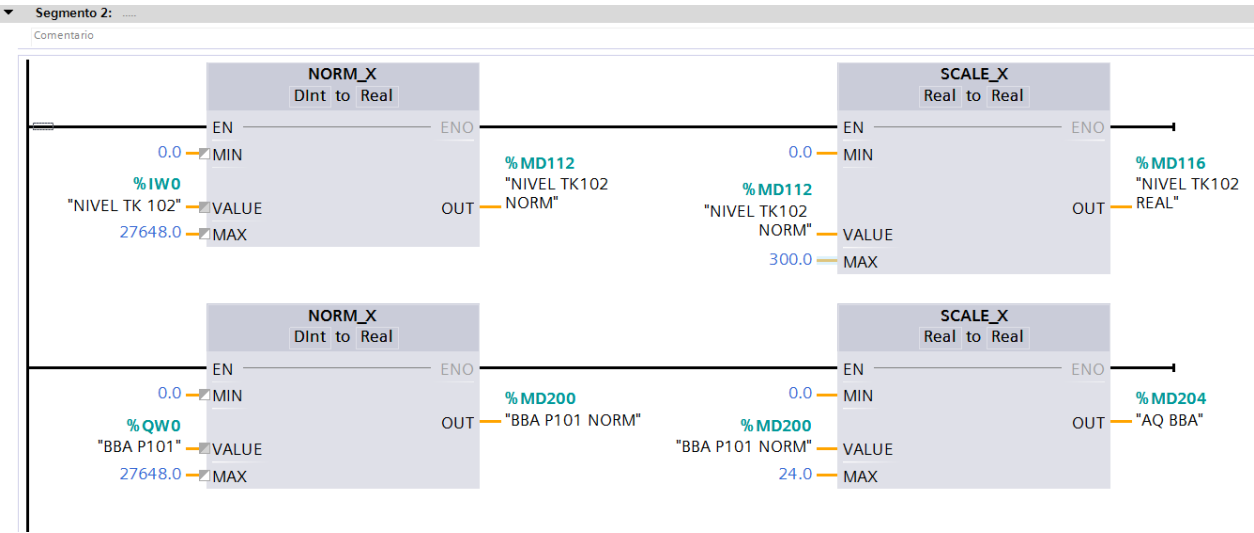 Segmento 2:
Comentario
NORM_X
DInt to Real
EN
ENO
0.0
MIN
%IW0
"NIVEL TK 102"
VALUE
27648.0
MAX
OUT
%MD112
"NIVEL TK102
NORM"
SCALE_X
Real to Real
EN
ENO
0.0
MIN
%MD112
"NIVEL TK102
NORM"
VALUE
300.0
MAX
OUT
%MD116
"NIVEL TK102
REAL"
NORM_X
DInt to Real
EN
ENO
0.0
MIN
%QW0
"BBA P101"
VALUE
27648.0
MAX
OUT
%MD200
"BBA P101 NORM"
SCALE_X
Real to Real
EN
ENO
0.0
MIN
%MD200
"BBA P101 NORM"
VALUE
24.0
MAX
OUT
%MD204
"AQ BBA"